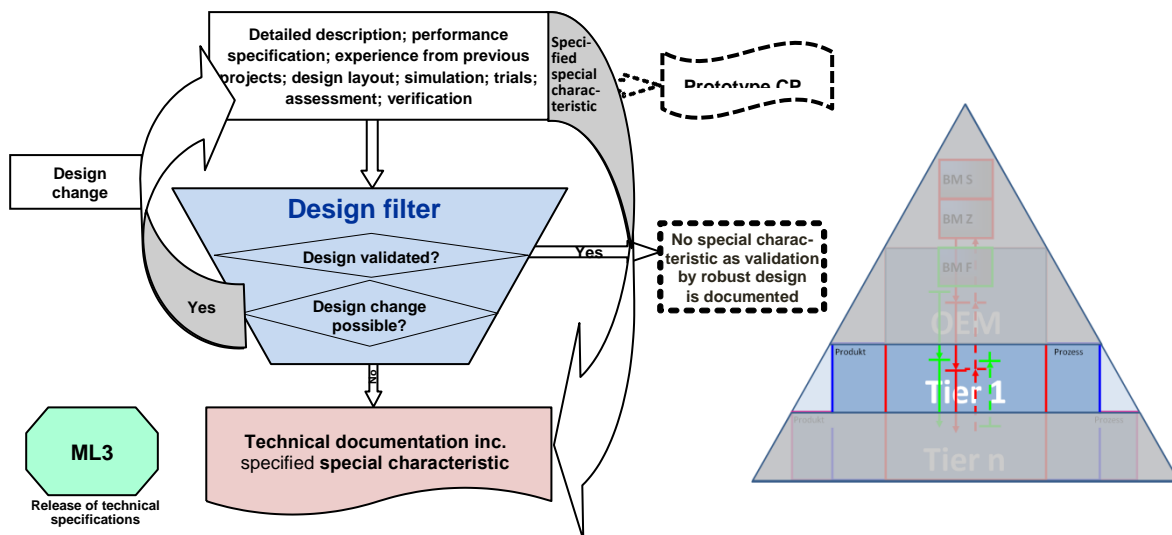 Detailed description; performance
specification; experience from previous
projects; design layout; simulation; trials;
assessment; verification
Speci-
fied
special
charac-
teristic
Prototype CP
Design
change
Design filter
Design validated?
Yes
No special charac-
teristic as validation
by robust design
is documented
Yes
Design change
possible?
No
Technical documentation inc.
specified special characteristic
ML3
Release of technical
specifications
BM S
BM Z
BM F
OEM
Produkt
Prozess
Tier 1
Produkt
Prozess
Tier n